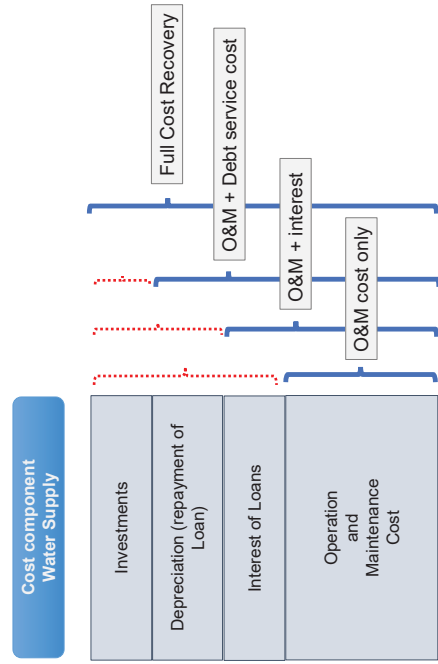 Cost component
Water Supply
Investments
Depreciation (repayment of
Loan)
Interest of Loans
Operation
and
Maintenance
Cost
Full Cost Recovery
O&M + Debt service cost
O&M + interest
O&M cost only